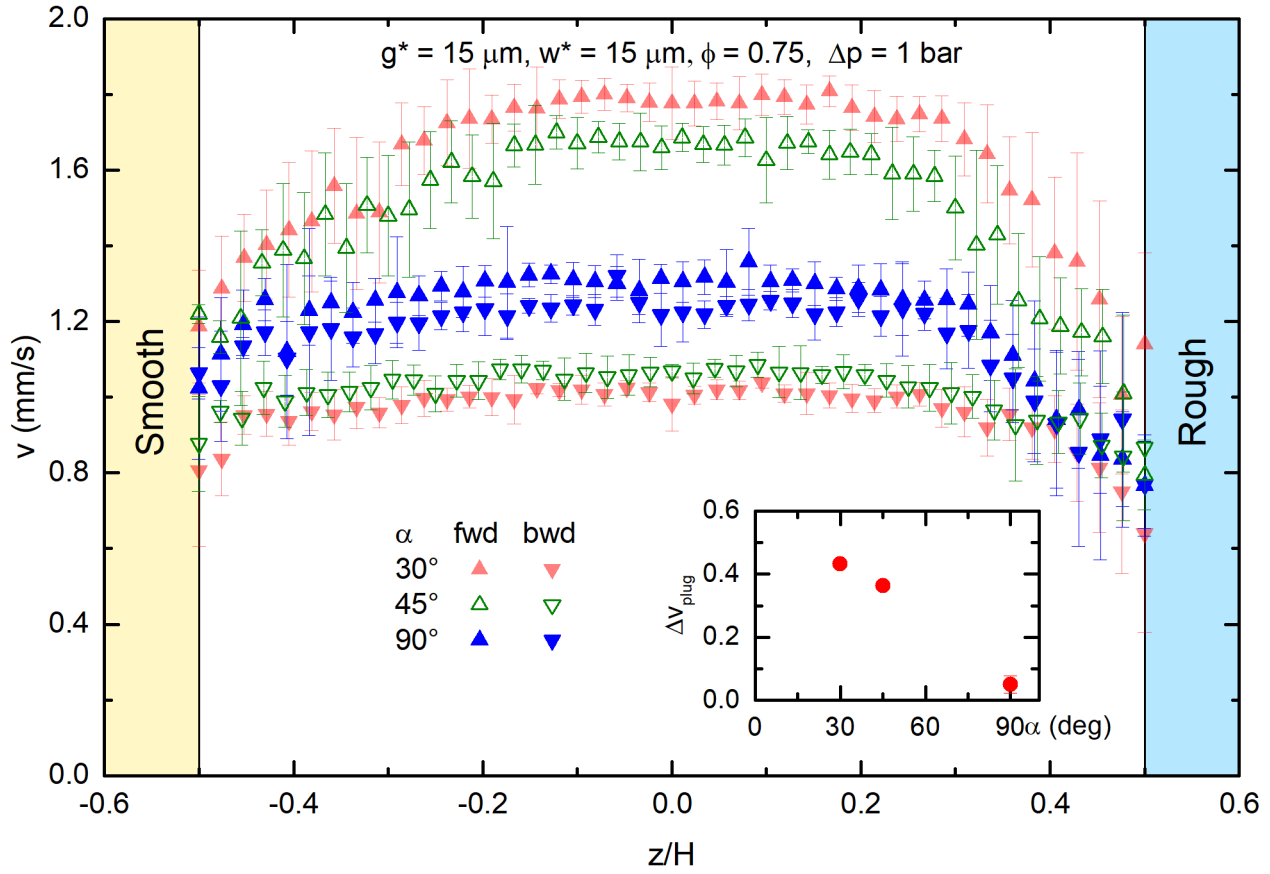 2.0
1.6
1.2
0.8
0.4
0.0
v (mm/s)
g* = 15 μm, w* = 15 μm, ϕ = 0.75, Δp = 1 bar
Smooth
Rough
α fwd bwd
30°
45°
90°
0.6
0.4
0.2
0.0
Δv_plug
0 30 60 90 α (deg)
-0.6 -0.4 -0.2 0.0 0.2 0.4 0.6
z/H